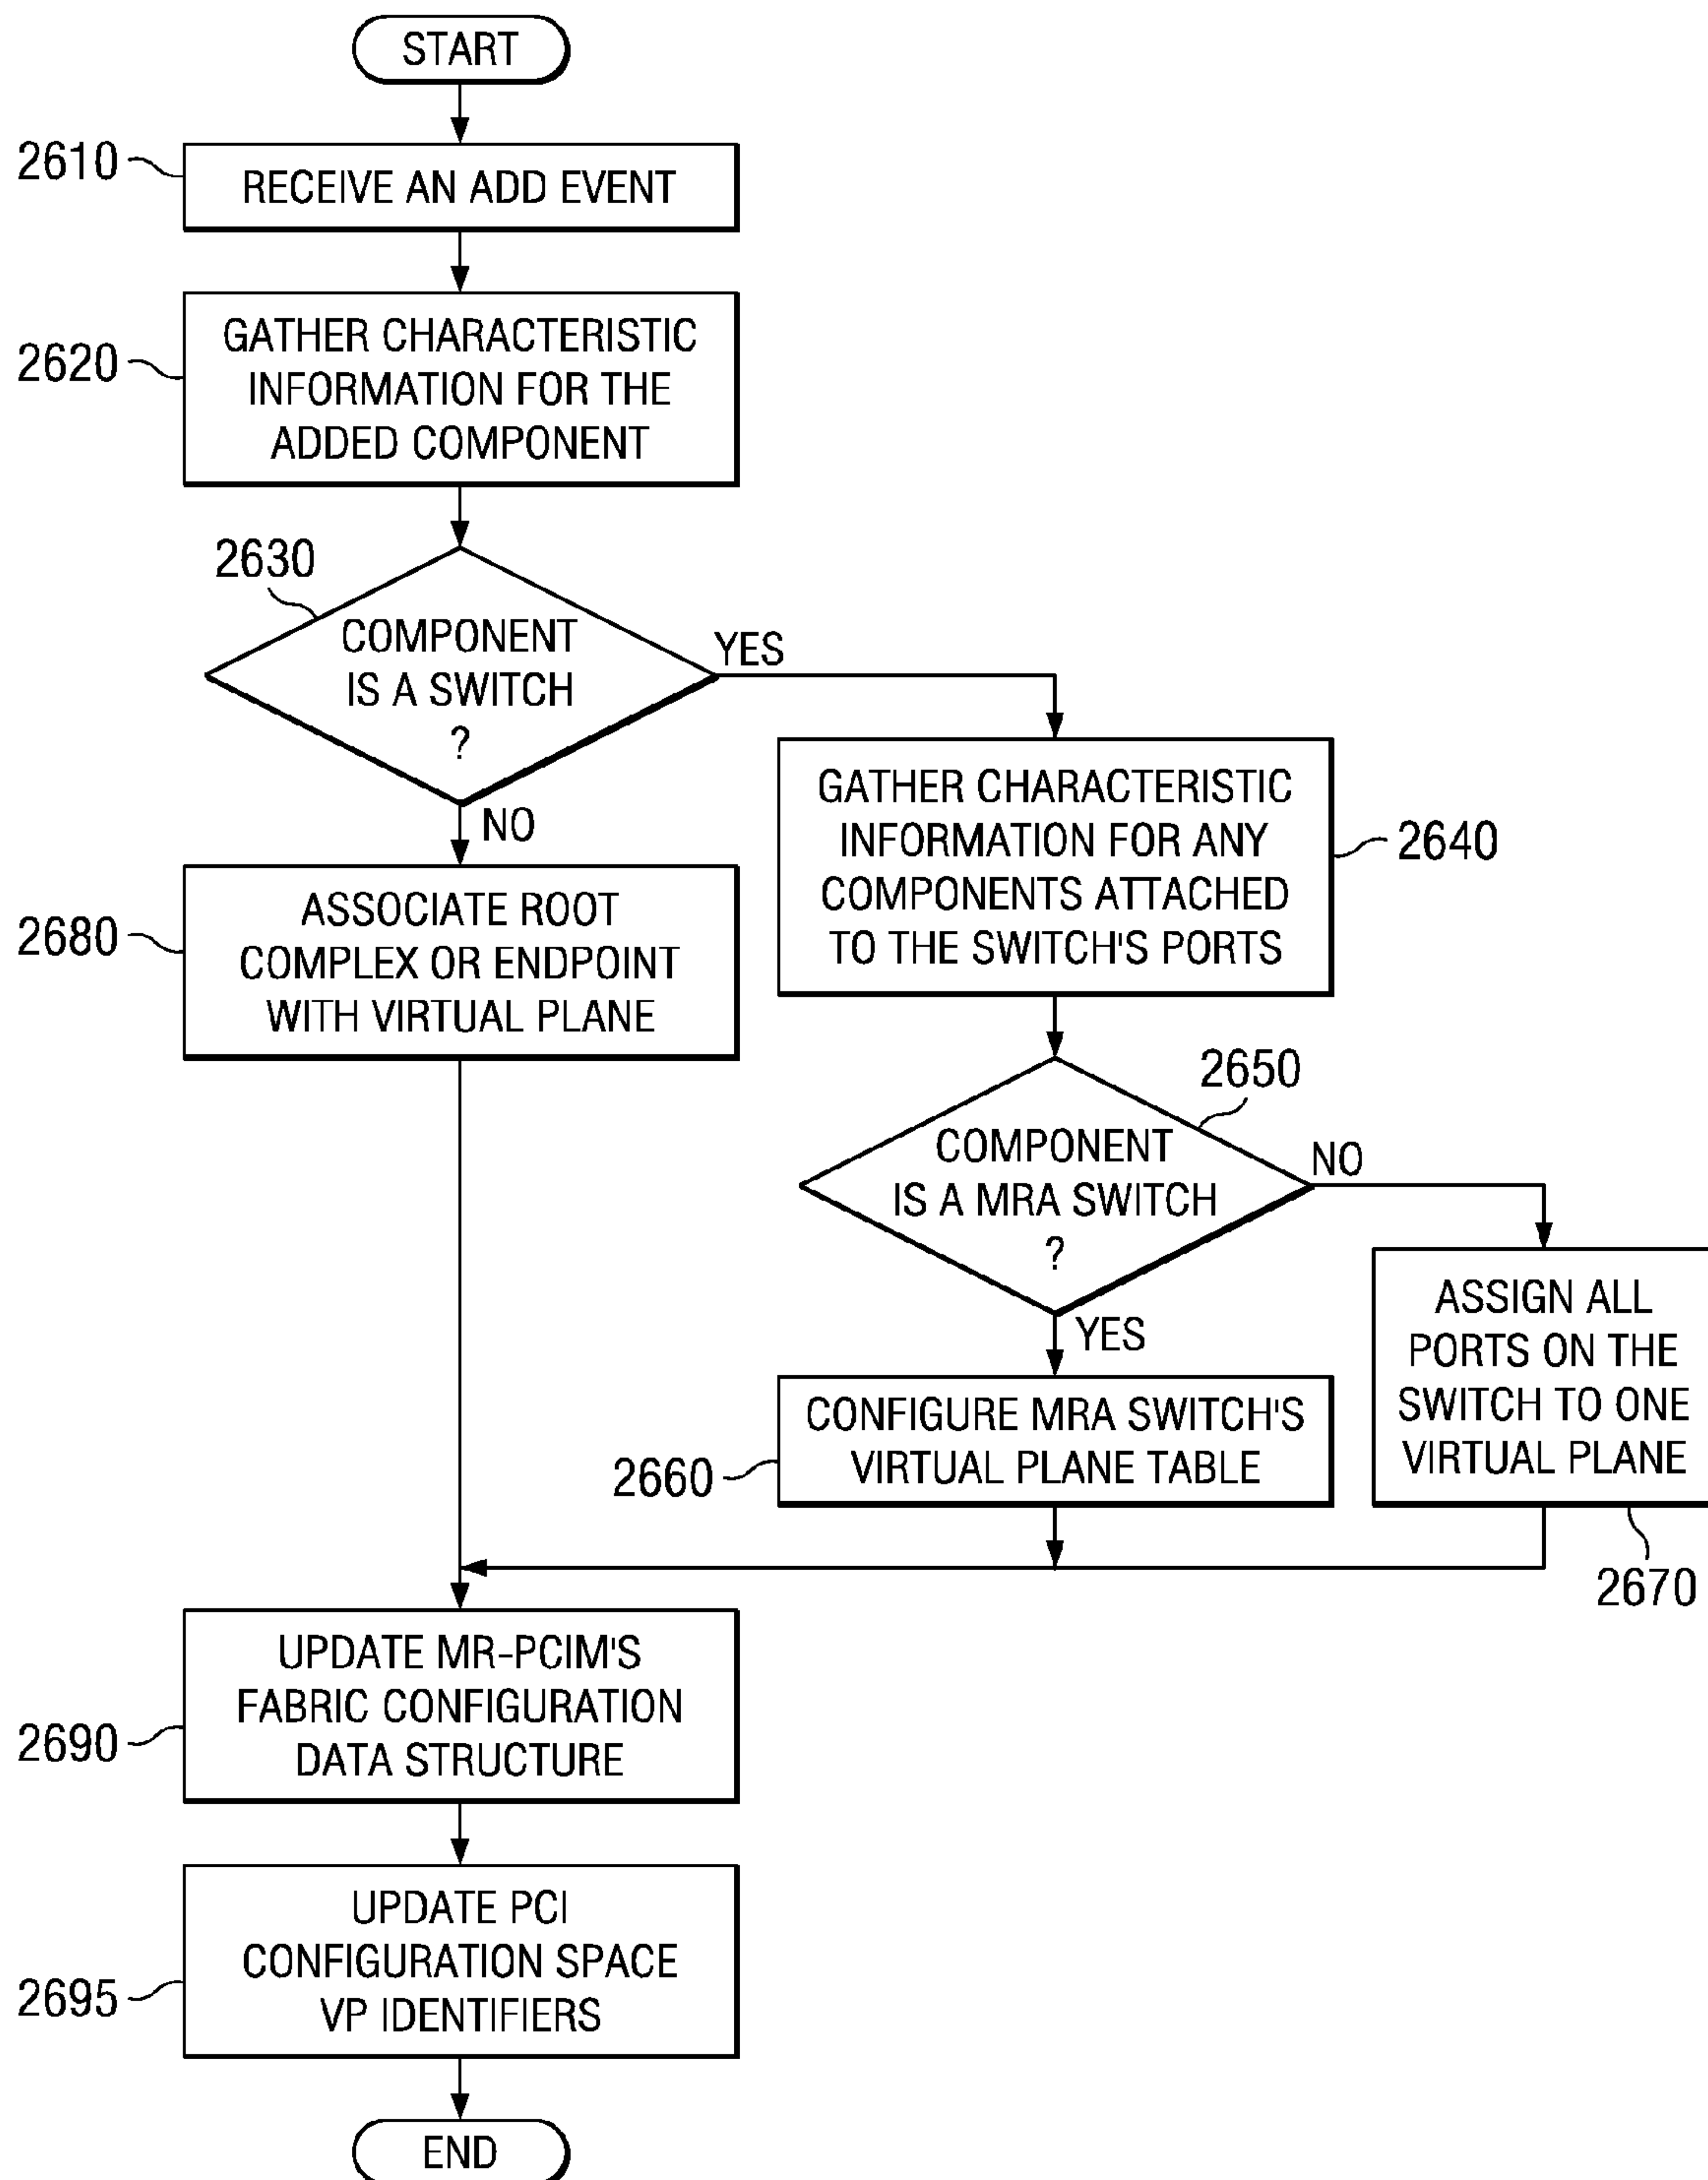 START
2610
RECEIVE AN ADD EVENT
2620
GATHER CHARACTERISTIC
INFORMATION FOR THE
ADDED COMPONENT
2630
COMPONENT
IS A SWITCH
?
YES
NO
GATHER CHARACTERISTIC
INFORMATION FOR ANY
COMPONENTS ATTACHED
TO THE SWITCH'S PORTS
2640
2680
ASSOCIATE ROOT
COMPLEX OR ENDPOINT
WITH VIRTUAL PLANE
2650
COMPONENT
IS A MRA SWITCH
?
NO
YES
ASSIGN ALL
PORTS ON THE
SWITCH TO ONE
VIRTUAL PLANE
2670
2660
CONFIGURE MRA SWITCH'S
VIRTUAL PLANE TABLE
2690
UPDATE MR-PCIM'S
FABRIC CONFIGURATION
DATA STRUCTURE
2695
UPDATE PCI
CONFIGURATION SPACE
VP IDENTIFIERS
END